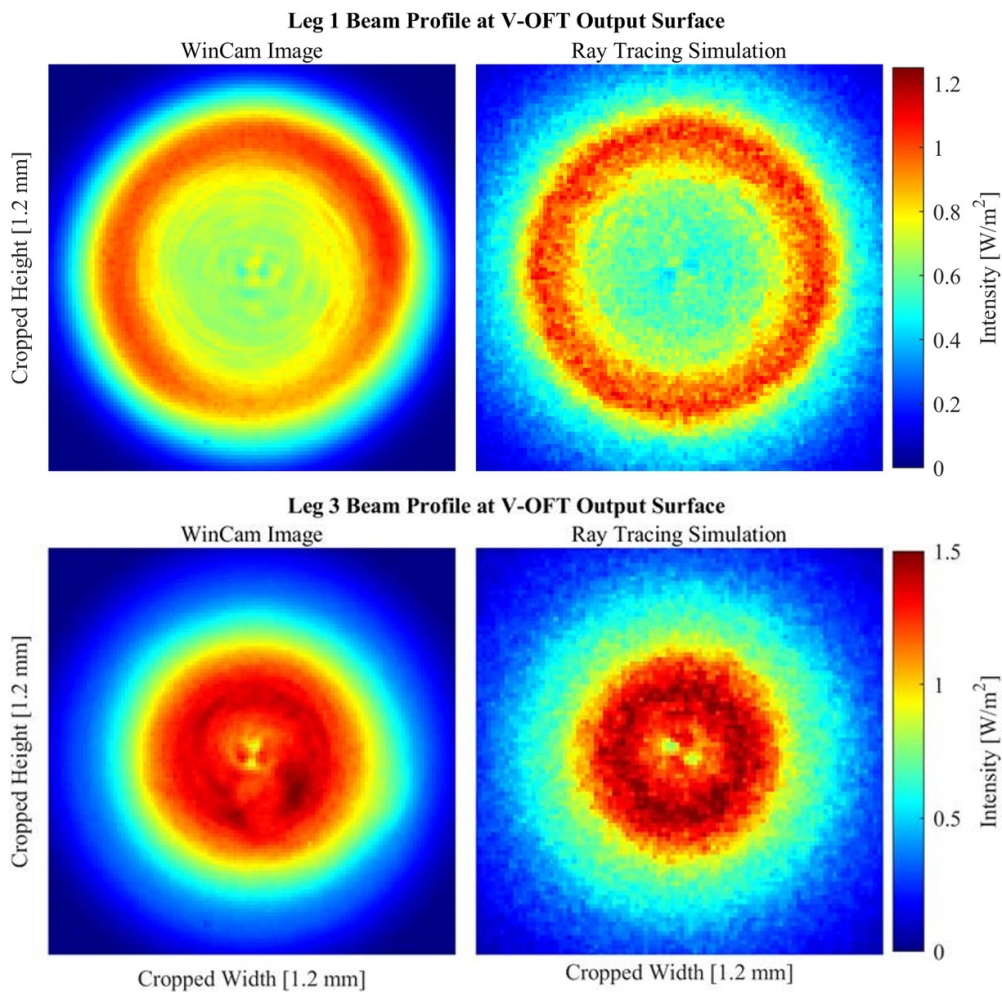 Leg 1 Beam Profile at V-OFT Output Surface
WinCam Image
Ray Tracing Simulation
Cropped Height [1.2 mm]
1.2
1
0.8
0.6
0.4
0.2
0
Intensity [W/m²]
Leg 3 Beam Profile at V-OFT Output Surface
WinCam Image
Ray Tracing Simulation
Cropped Height [1.2 mm]
1.5
1
0.5
0
Intensity [W/m²]
Cropped Width [1.2 mm]
Cropped Width [1.2 mm]